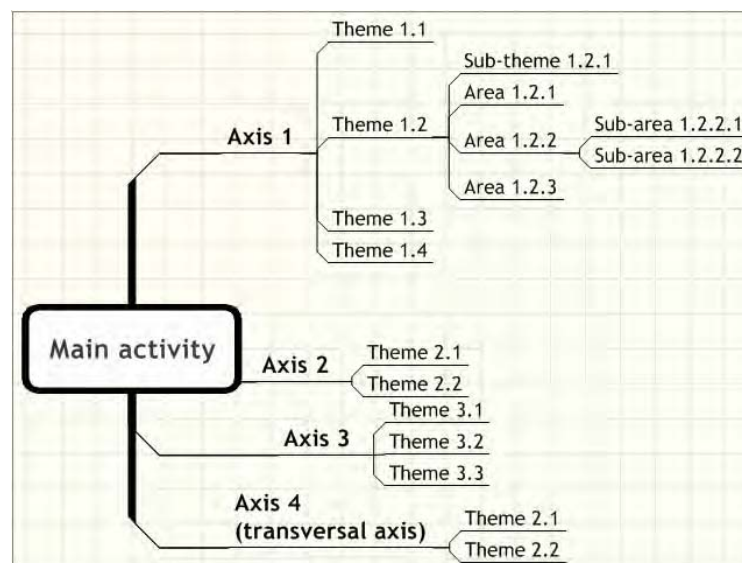 Main activity
Axis 1
Theme 1.1
Theme 1.2
Sub-theme 1.2.1
Area 1.2.1
Area 1.2.2
Sub-area 1.2.2.1
Sub-area 1.2.2.2
Area 1.2.3
Theme 1.3
Theme 1.4
Axis 2
Theme 2.1
Theme 2.2
Axis 3
Theme 3.1
Theme 3.2
Theme 3.3
Axis 4
(transversal axis)
Theme 2.1
Theme 2.2